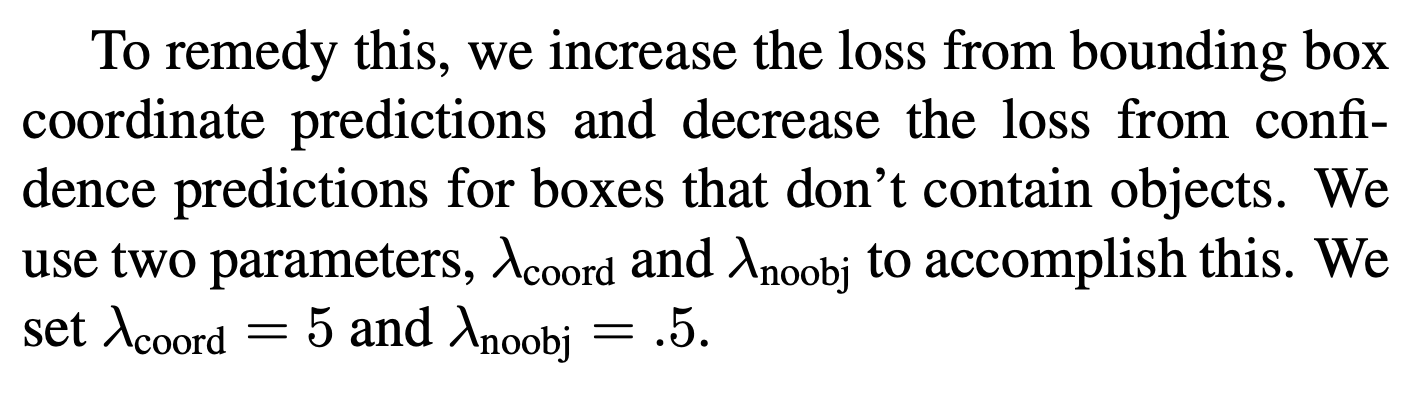 To remedy this, we increase the loss from bounding box
coordinate predictions and decrease the loss from confi-
dence predictions for boxes that don’t contain objects. We
use two parameters, λcoord and λnoobj to accomplish this. We
set λcoord = 5 and λnoobj = .5.